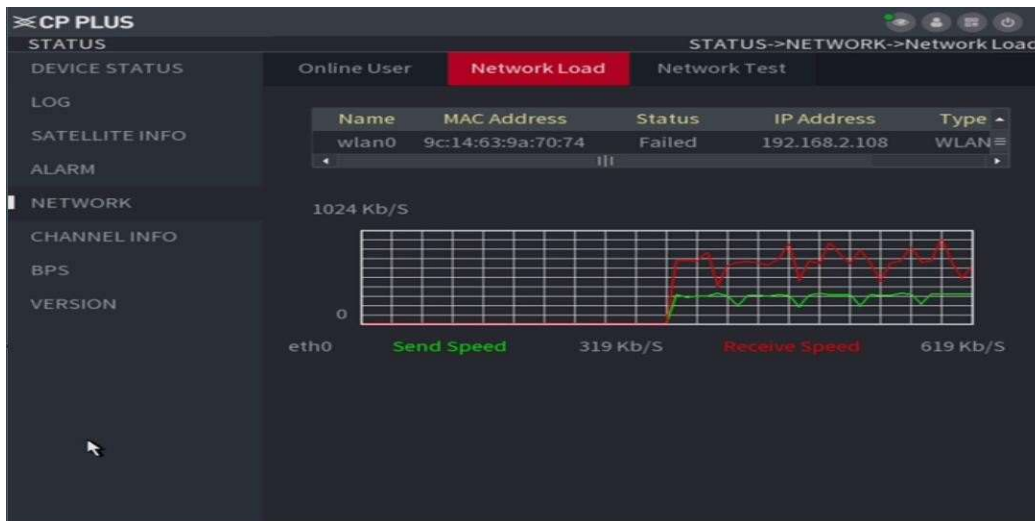 CP PLUS
STATUS STATUS->NETWORK->Network Load
DEVICE STATUS
LOG
SATELLITE INFO
ALARM
NETWORK
CHANNEL INFO
BPS
VERSION
Online User Network Load Network Test
Name MAC Address Status IP Address Type
wlan0 9c:14:63:9a:70:74 Failed 192.168.2.108 WLAN
1024 Kb/S
0
eth0 Send Speed 319 Kb/S Receive Speed 619 Kb/S